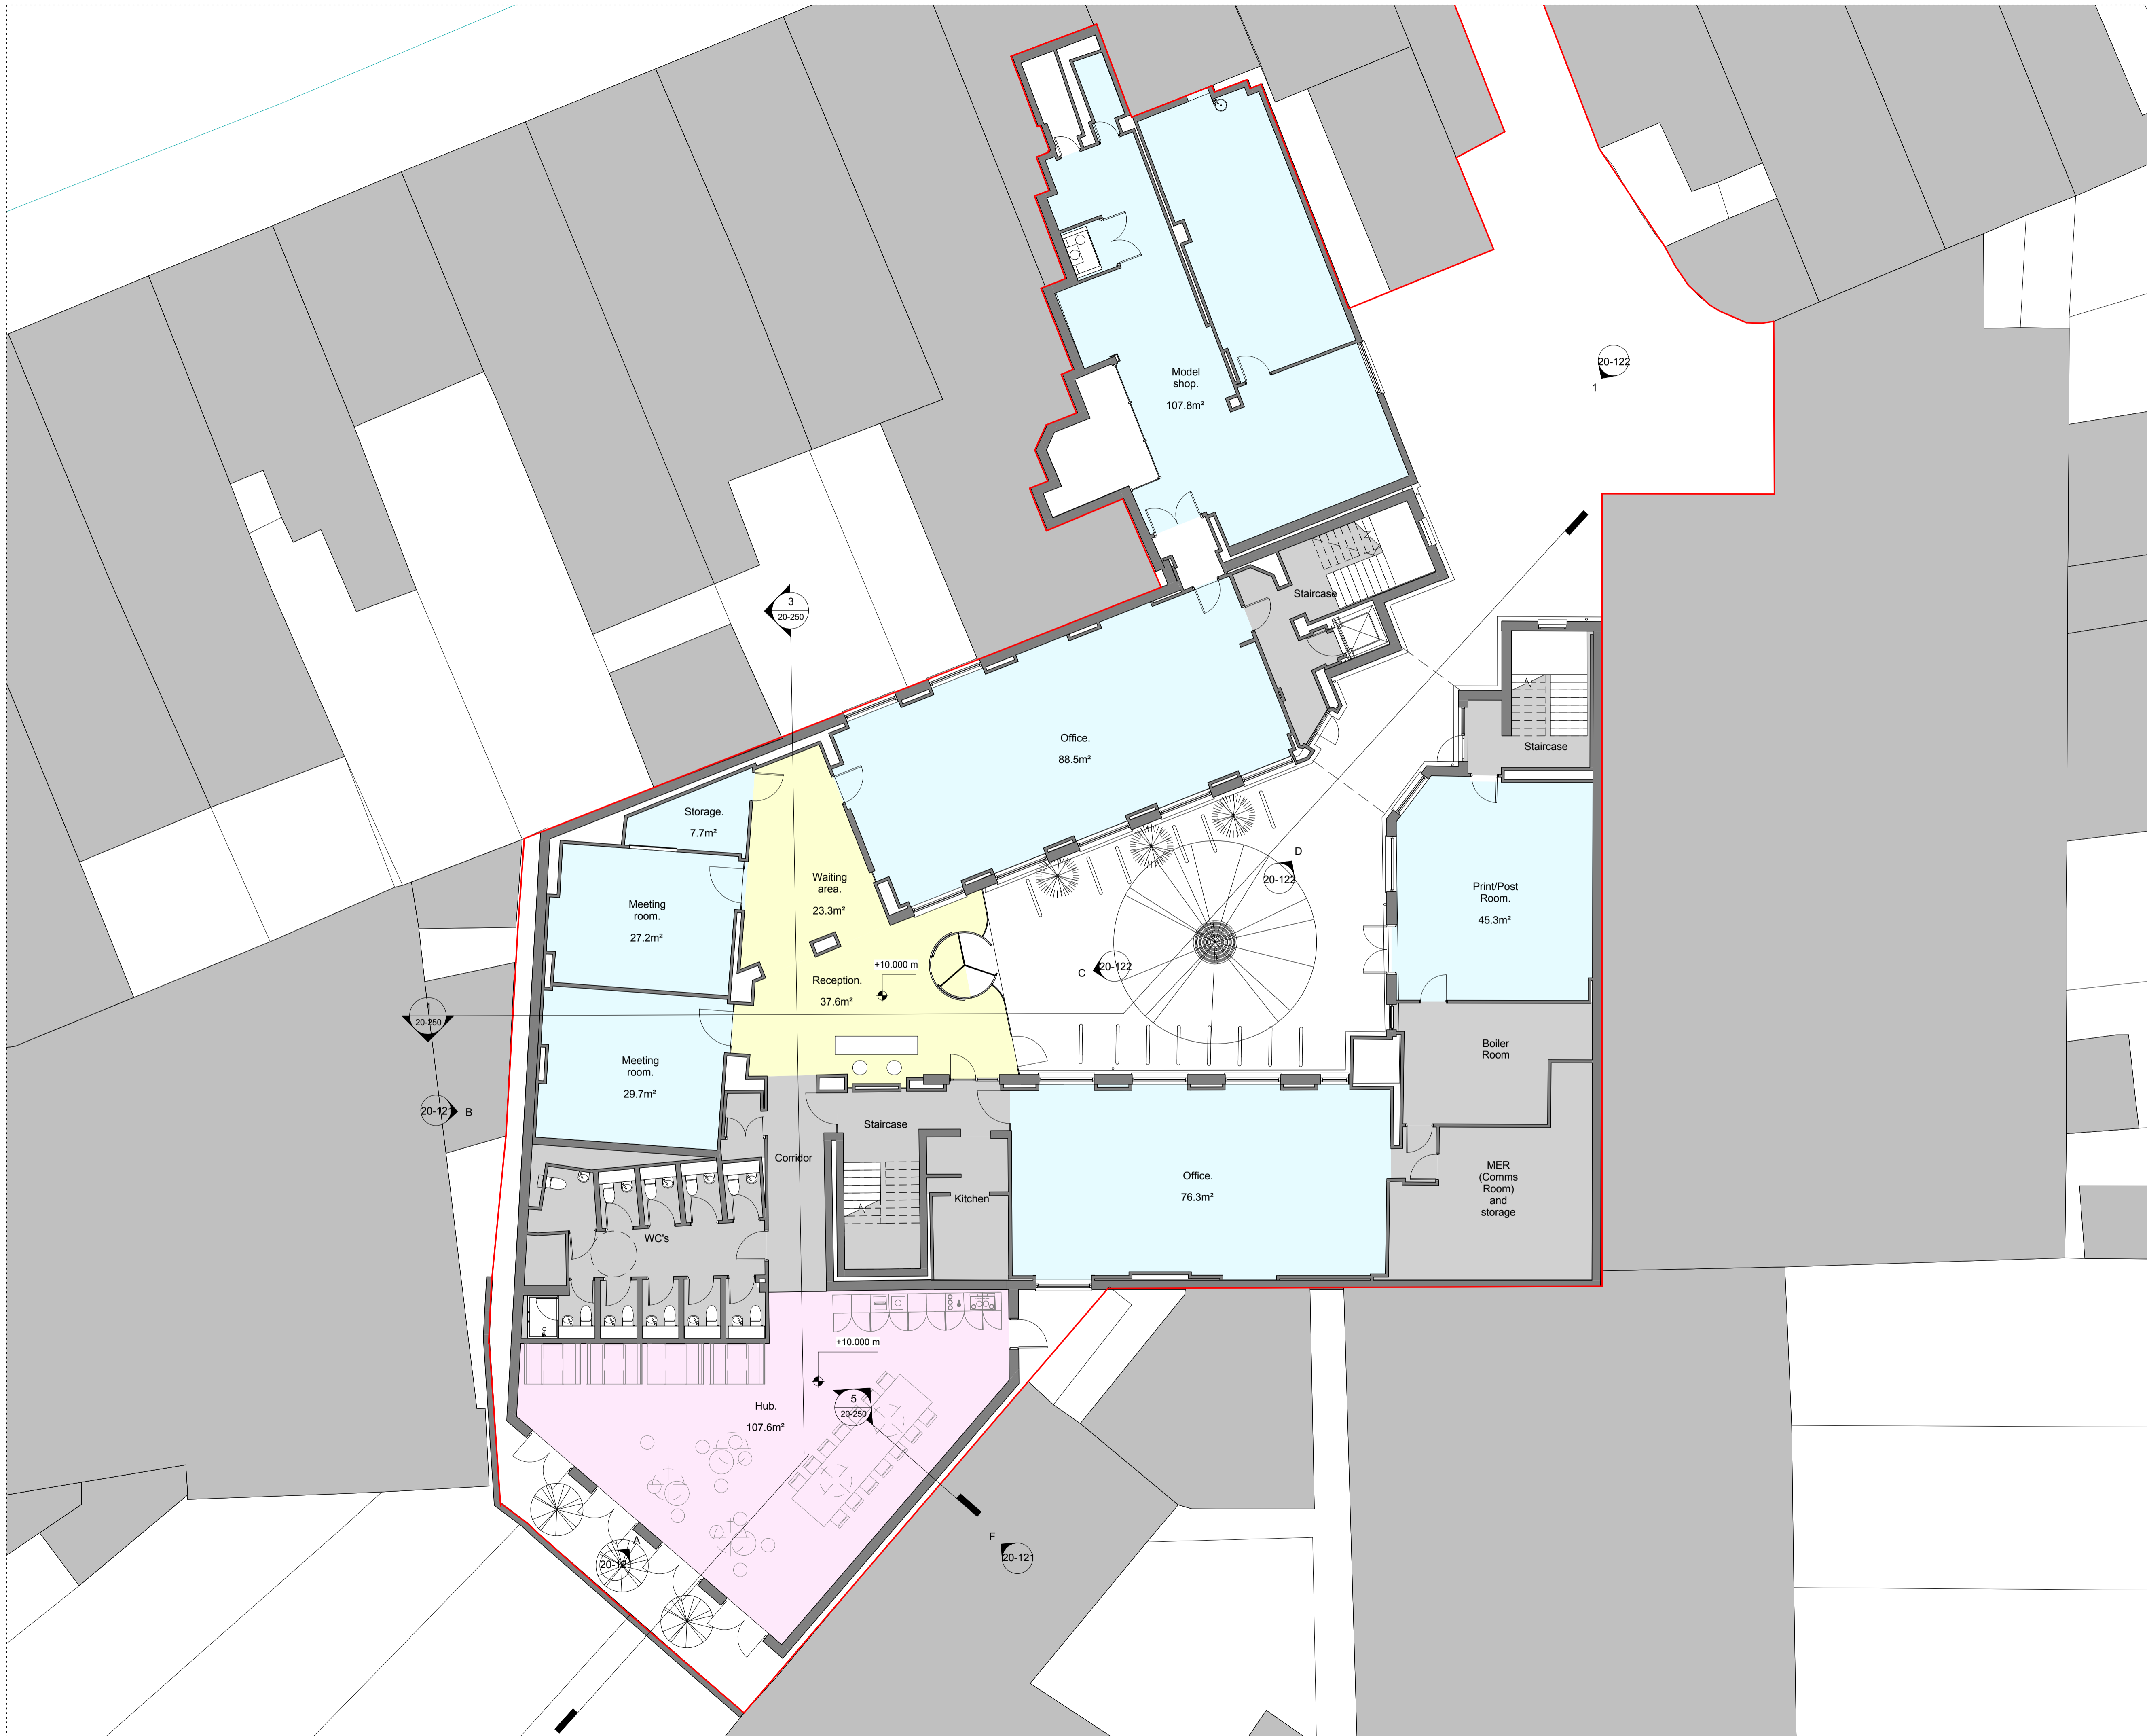 Model
shop.
107.8m²
20-122
1
3
20-250
Staircase
Staircase
Office.
88.5m²
Storage.
7.7m²
Waiting
area.
23.3m²
D
20-122
Print/Post
Room.
45.3m²
Meeting
room.
27.2m²
+10.000 m
C
20-122
Reception.
37.6m²
1
20-250
Boiler
Room
Meeting
room.
29.7m²
20-121
B
Staircase
Corridor
Kitchen
Office.
76.3m²
MER
(Comms
Room)
and
storage
WC's
+10.000 m
Hub.
107.6m²
5
20-250
A
20-121
F
20-121